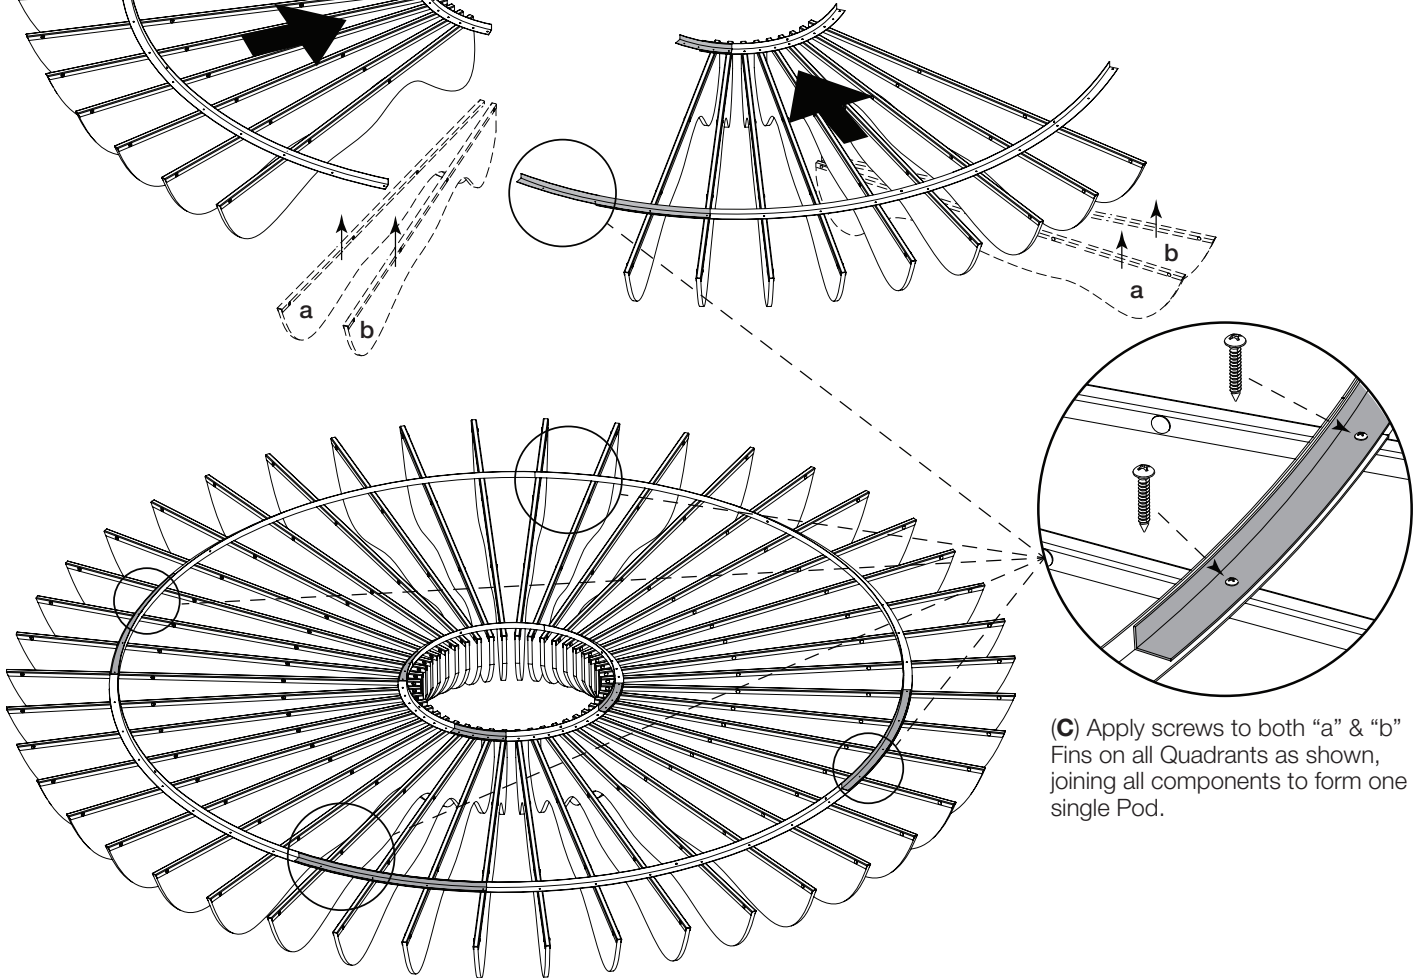 a
b
b
a
(C) Apply screws to both “a” & “b”
Fins on all Quadrants as shown,
joining all components to form one
single Pod.